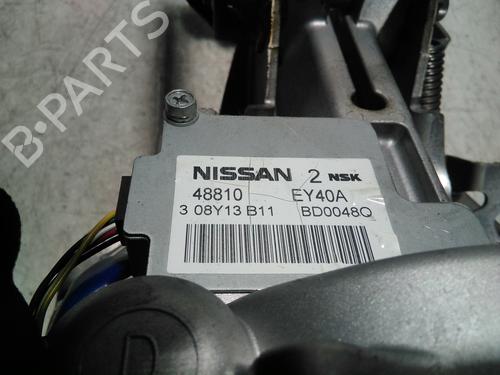 B-PARTS
NISSAN 2 NSK
48810 EY40A
3 08Y13 B11 BD0048Q
D